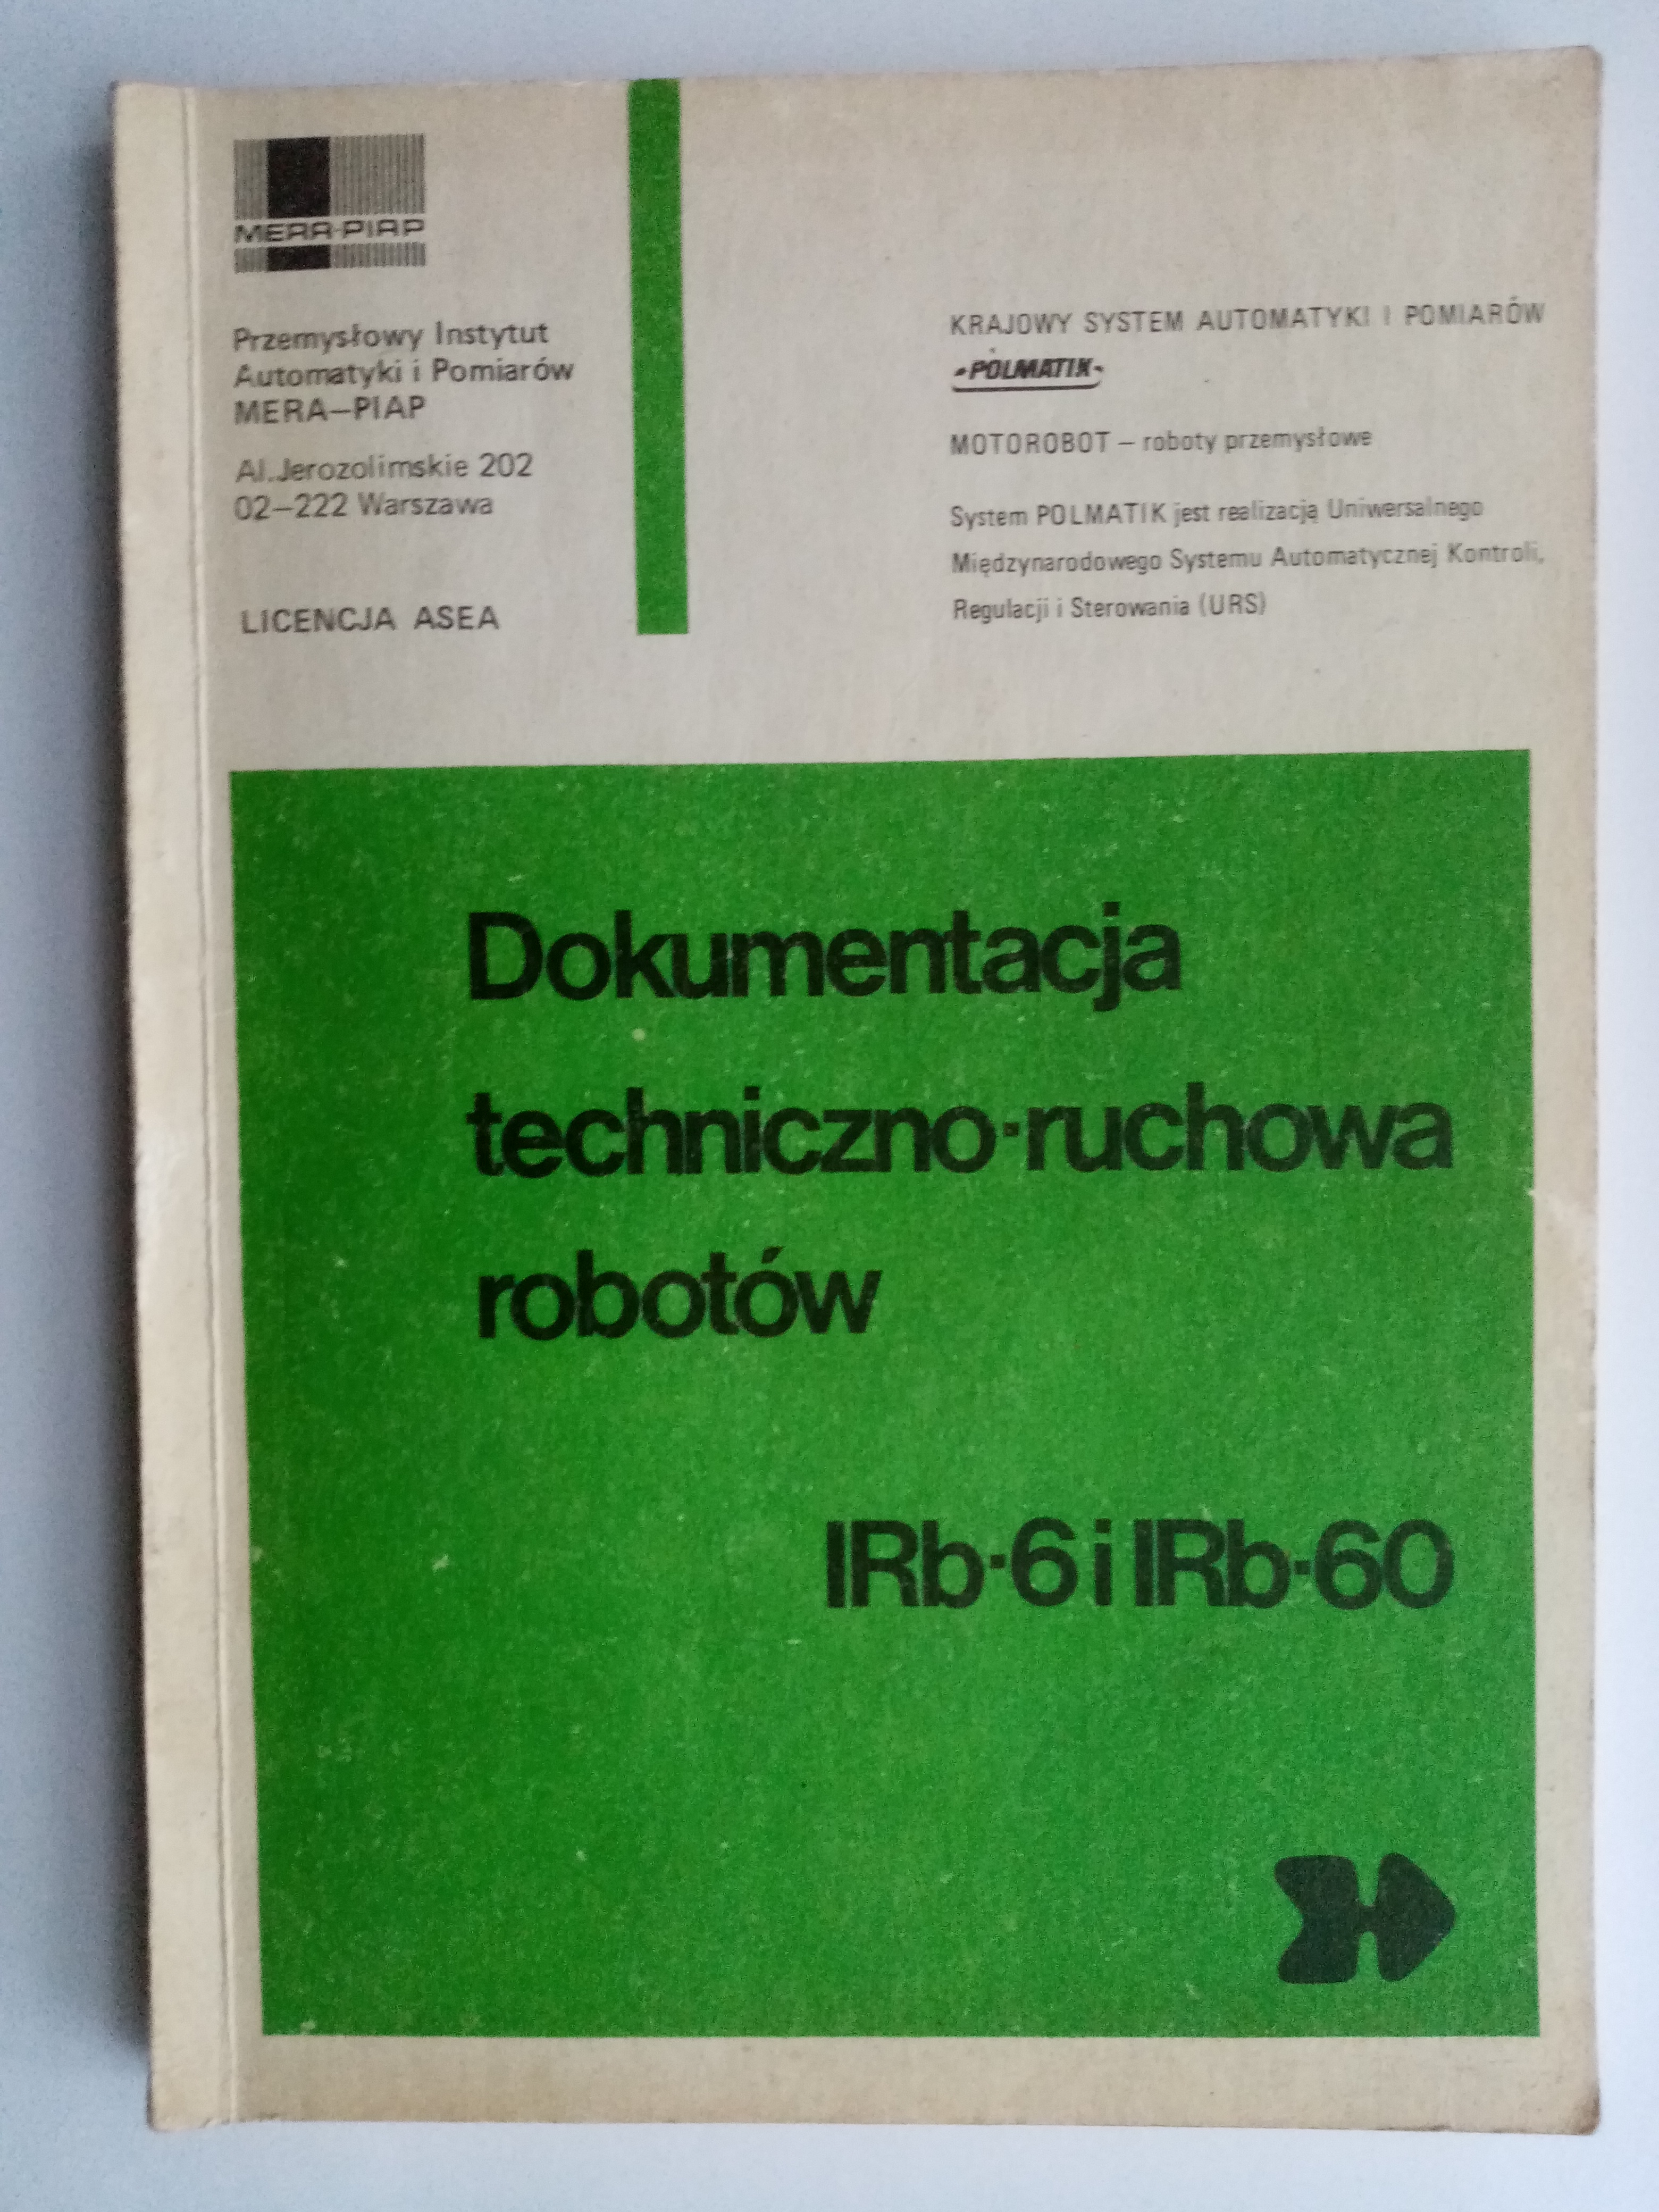 MERA-PIAP
Przemysłowy Instytut
Automatyki i Pomiarów
MERA–PIAP
Al.Jerozolimskie 202
02–222 Warszawa
LICENCJA ASEA
KRAJOWY SYSTEM AUTOMATYKI I POMIARÓW
-POLMATIK-
MOTOROBOT – roboty przemysłowe
System POLMATIK jest realizacją Uniwersalnego
Międzynarodowego Systemu Automatycznej Kontroli,
Regulacji i Sterowania (URS)
Dokumentacja
techniczno-ruchowa
robotów
IRb-6 i IRb-60